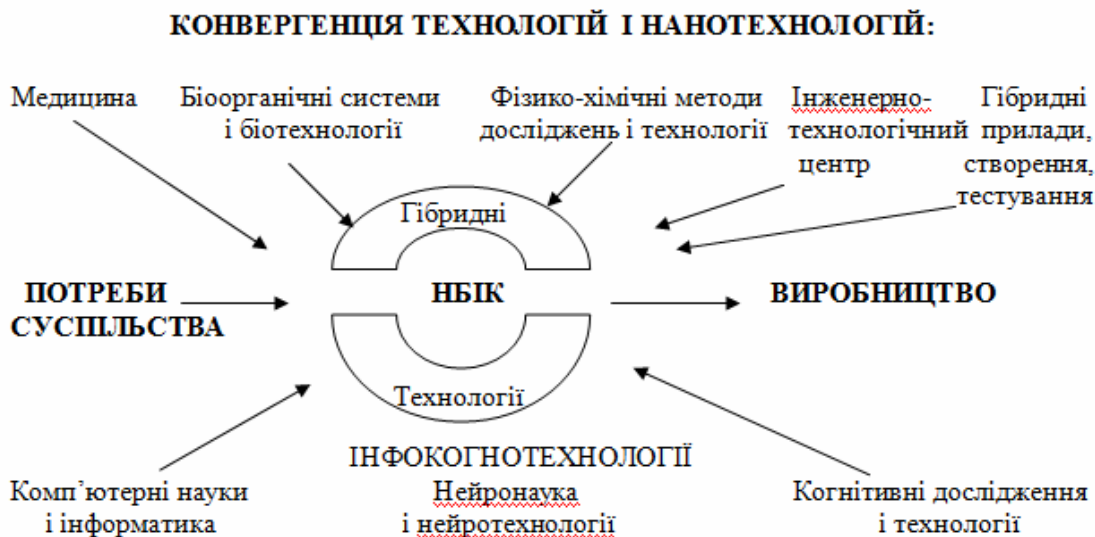 КОНВЕРГЕНЦІЯ ТЕХНОЛОГІЙ І НАНОТЕХНОЛОГІЙ:
Медицина
Біоорганічні системи
і біотехнології
Фізико-хімічні методи
досліджень і технології
Інженерно-
технологічний
центр
Гібридні
прилади,
створення,
тестування
Гібридні
ПОТРЕБИ
СУСПІЛЬСТВА
НБІК
ВИРОБНИЦТВО
Технології
ІНФОКОГНОТЕХНОЛОГІЇ
Комп’ютерні науки
і інформатика
Нейронаука
і нейротехнології
Когнітивні дослідження
і технології